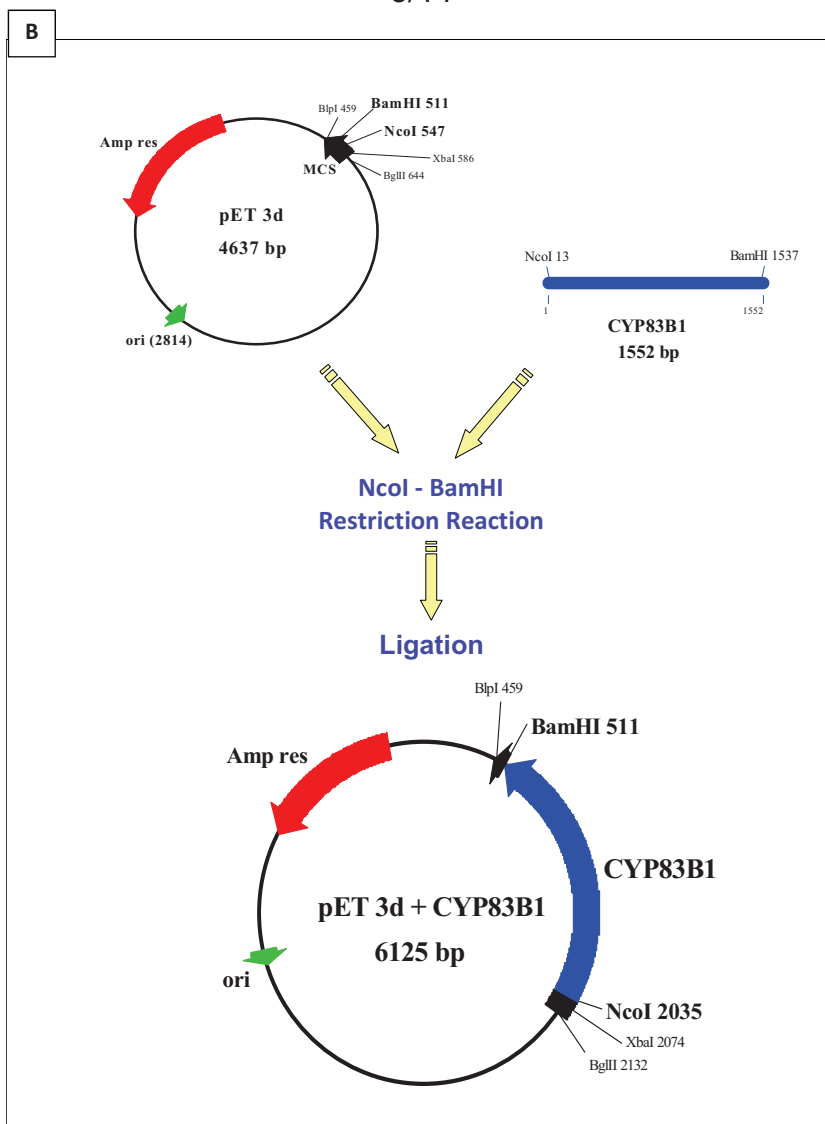 B
BlpI 459
BamHI 511
NcoI 547
XbaI 586
BglII 644
MCS
Amp res
pET 3d
4637 bp
ori (2814)
NcoI 13
BamHI 1537
1
1552
CYP83B1
1552 bp
NcoI - BamHI
Restriction Reaction
Ligation
BlpI 459
BamHI 511
Amp res
CYP83B1
pET 3d + CYP83B1
6125 bp
ori
NcoI 2035
XbaI 2074
BglII 2132